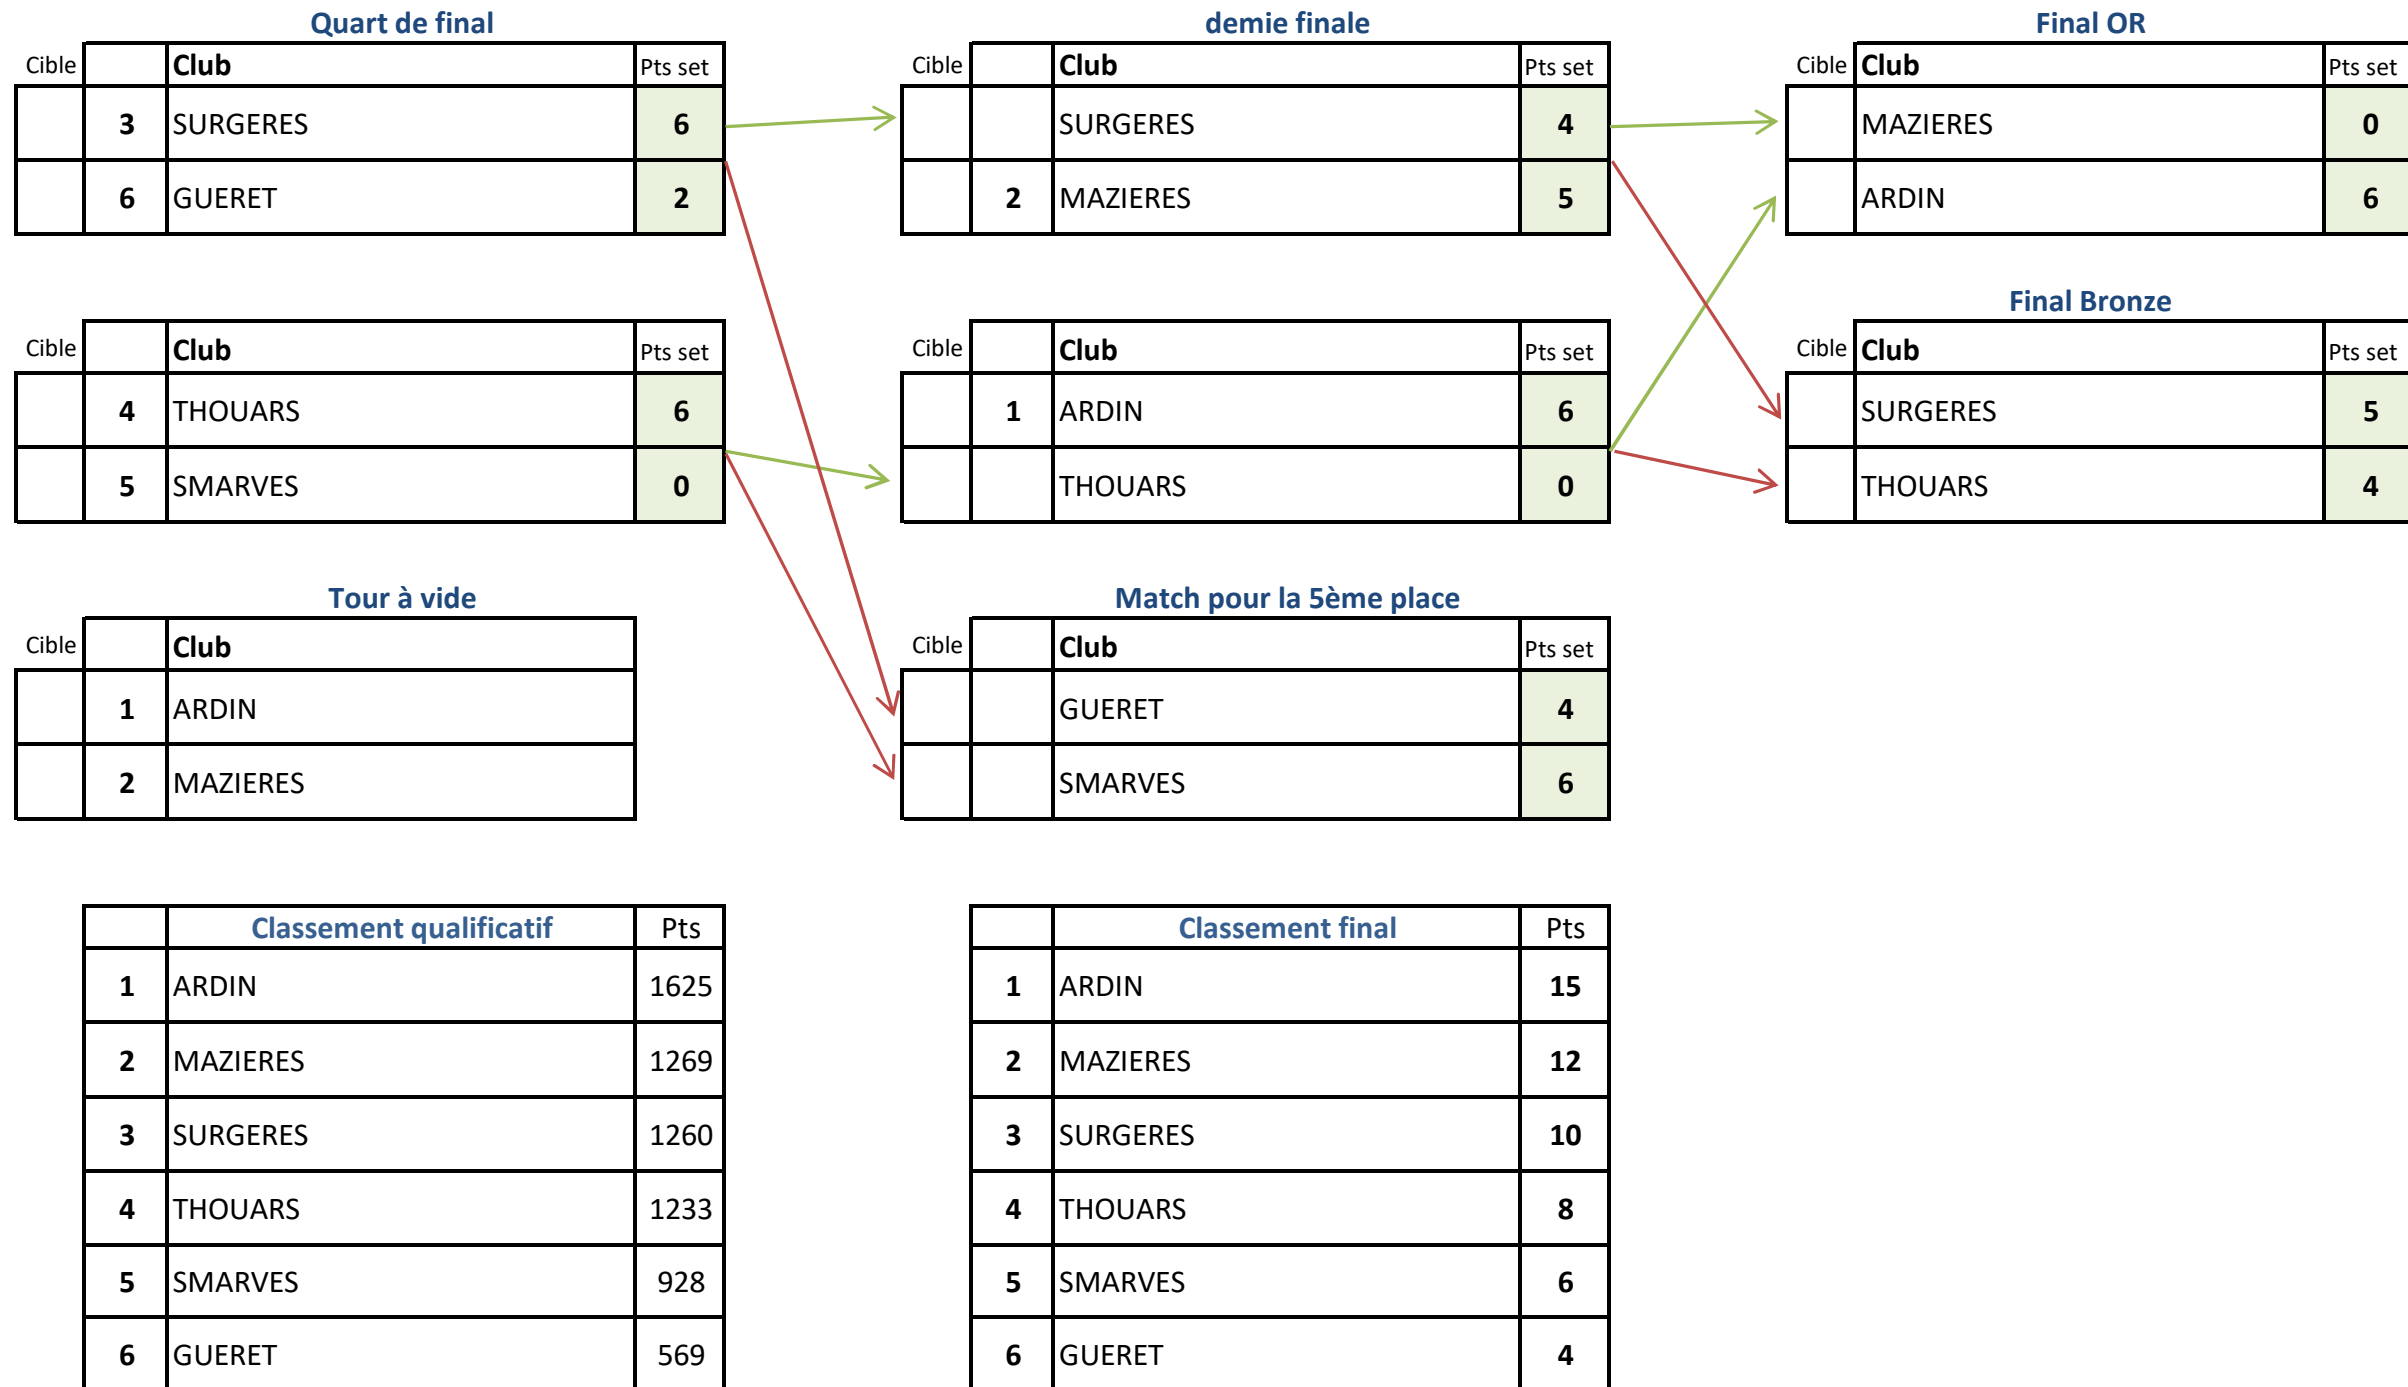 Quart de final
Cible Club Pts set
3 SURGERES 6
6 GUERET 2
Cible Club Pts set
4 THOUARS 6
5 SMARVES 0
Tour à vide
Cible Club
1 ARDIN
2 MAZIERES
demie finale
Cible Club Pts set
SURGERES 4
2 MAZIERES 5
Cible Club Pts set
1 ARDIN 6
THOUARS 0
Match pour la 5ème place
Cible Club Pts set
GUERET 4
SMARVES 6
Final OR
Cible Club Pts set
MAZIERES 0
ARDIN 6
Final Bronze
Cible Club Pts set
SURGERES 5
THOUARS 4
Classement qualificatif Pts
1 ARDIN 1625
2 MAZIERES 1269
3 SURGERES 1260
4 THOUARS 1233
5 SMARVES 928
6 GUERET 569
Classement final Pts
1 ARDIN 15
2 MAZIERES 12
3 SURGERES 10
4 THOUARS 8
5 SMARVES 6
6 GUERET 4